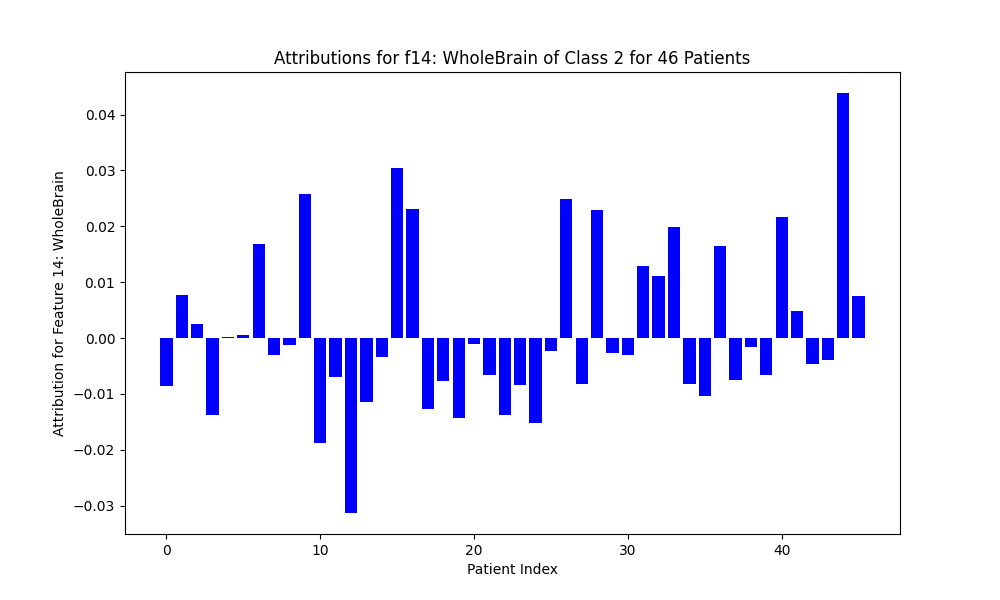 Attributions for f14: WholeBrain of Class 2 for 46 Patients
Attribution for Feature 14: WholeBrain
0.04
0.03
0.02
0.01
0.00
−0.01
−0.02
−0.03
0 10 20 30 40
Patient Index